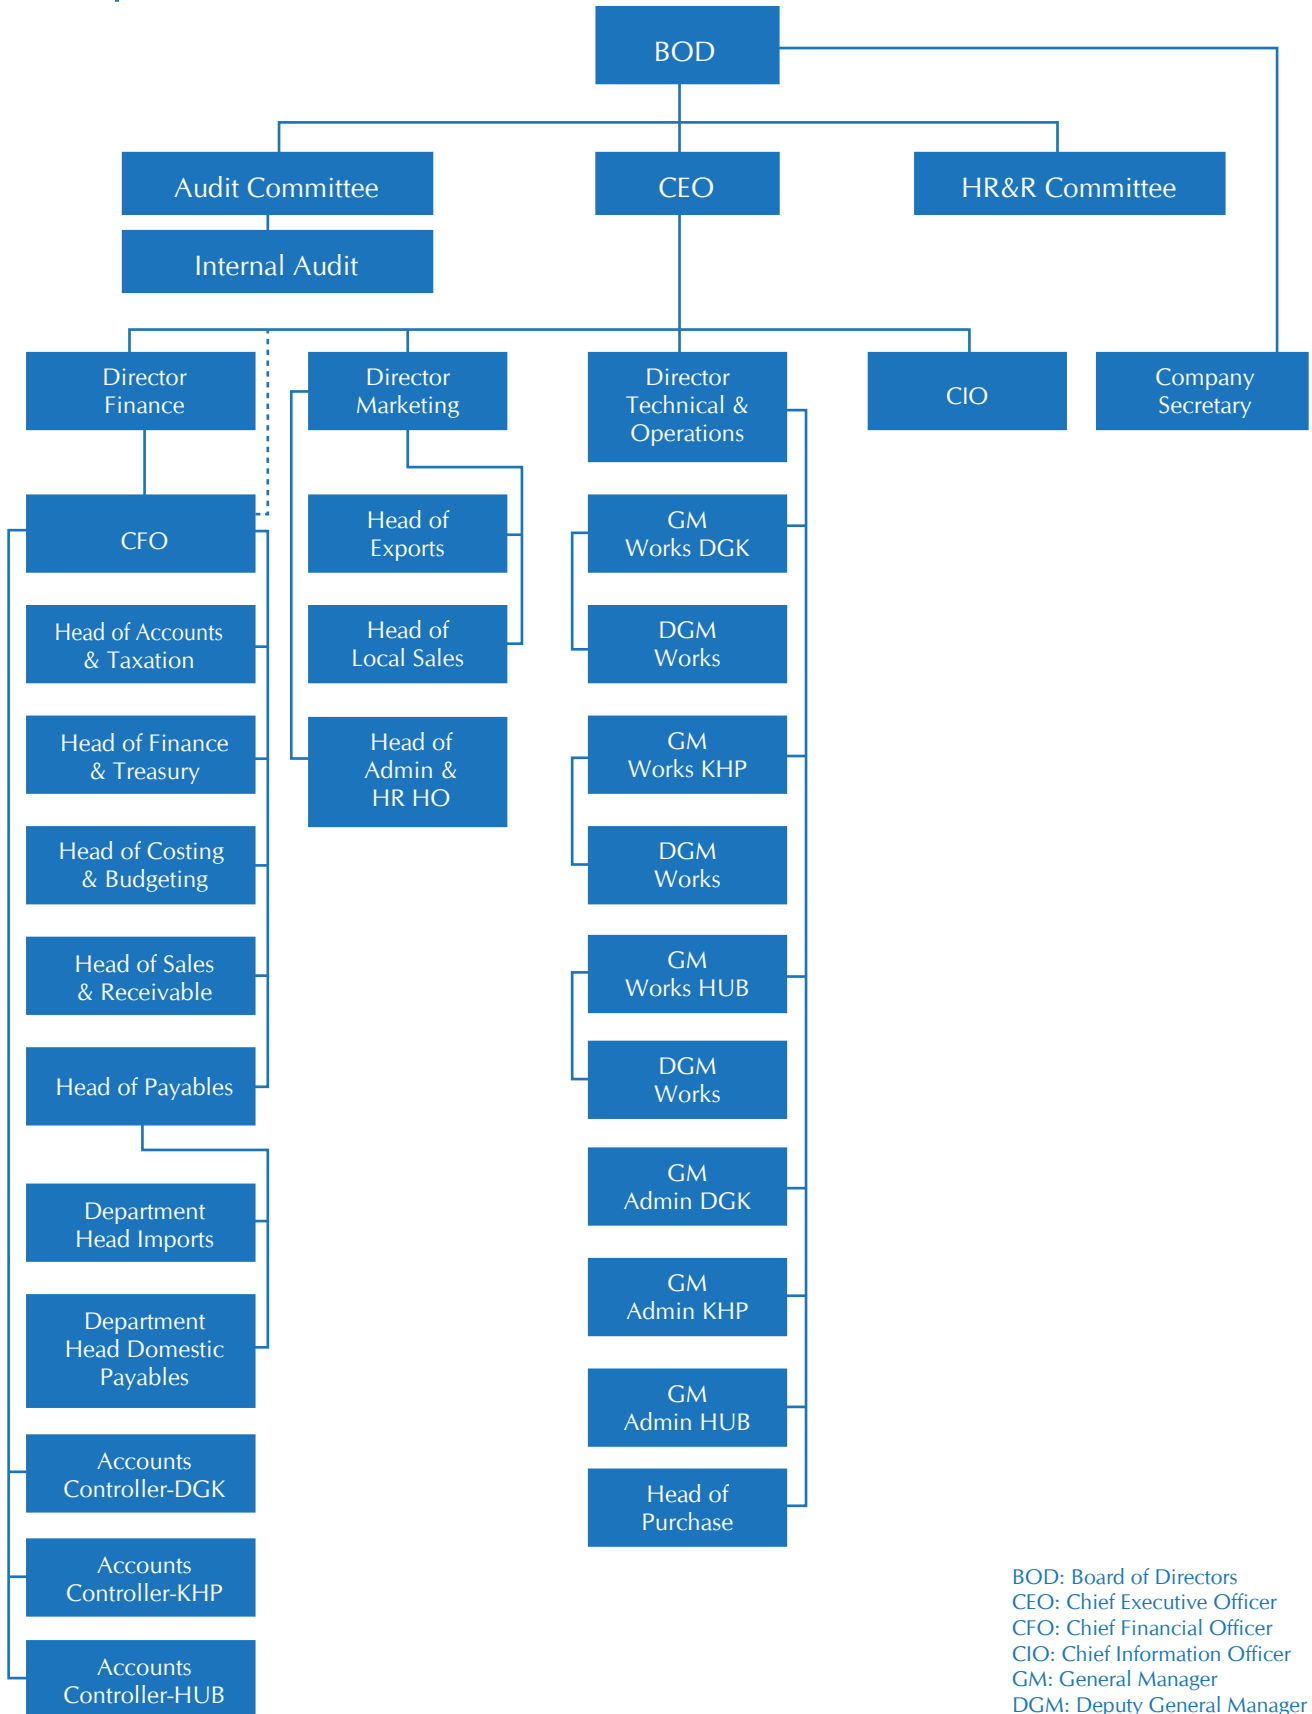 BOD
Audit Committee
CEO
HR&R Committee
Internal Audit
Director
Finance
Director
Marketing
Director
Technical &
Operations
CIO
Company
Secretary
CFO
Head of Accounts
& Taxation
Head of Finance
& Treasury
Head of Costing
& Budgeting
Head of Sales
& Receivable
Head of Payables
Department
Head Imports
Department
Head Domestic
Payables
Accounts
Controller-DGK
Accounts
Controller-KHP
Accounts
Controller-HUB
Head of
Exports
Head of
Local Sales
Head of
Admin &
HR HO
GM
Works DGK
DGM
Works
GM
Works KHP
DGM
Works
GM
Works HUB
DGM
Works
GM
Admin DGK
GM
Admin KHP
GM
Admin HUB
Head of
Purchase
BOD: Board of Directors
CEO: Chief Executive Officer
CFO: Chief Financial Officer
CIO: Chief Information Officer
GM: General Manager
DGM: Deputy General Manager